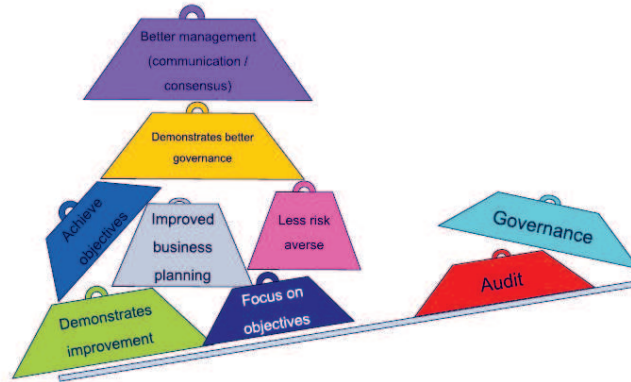 Better management
(communication /
consensus)
Demonstrates better
governance
Achieve
objectives
Improved
business
planning
Less risk
averse
Governance
Demonstrates
improvement
Focus on
objectives
Audit